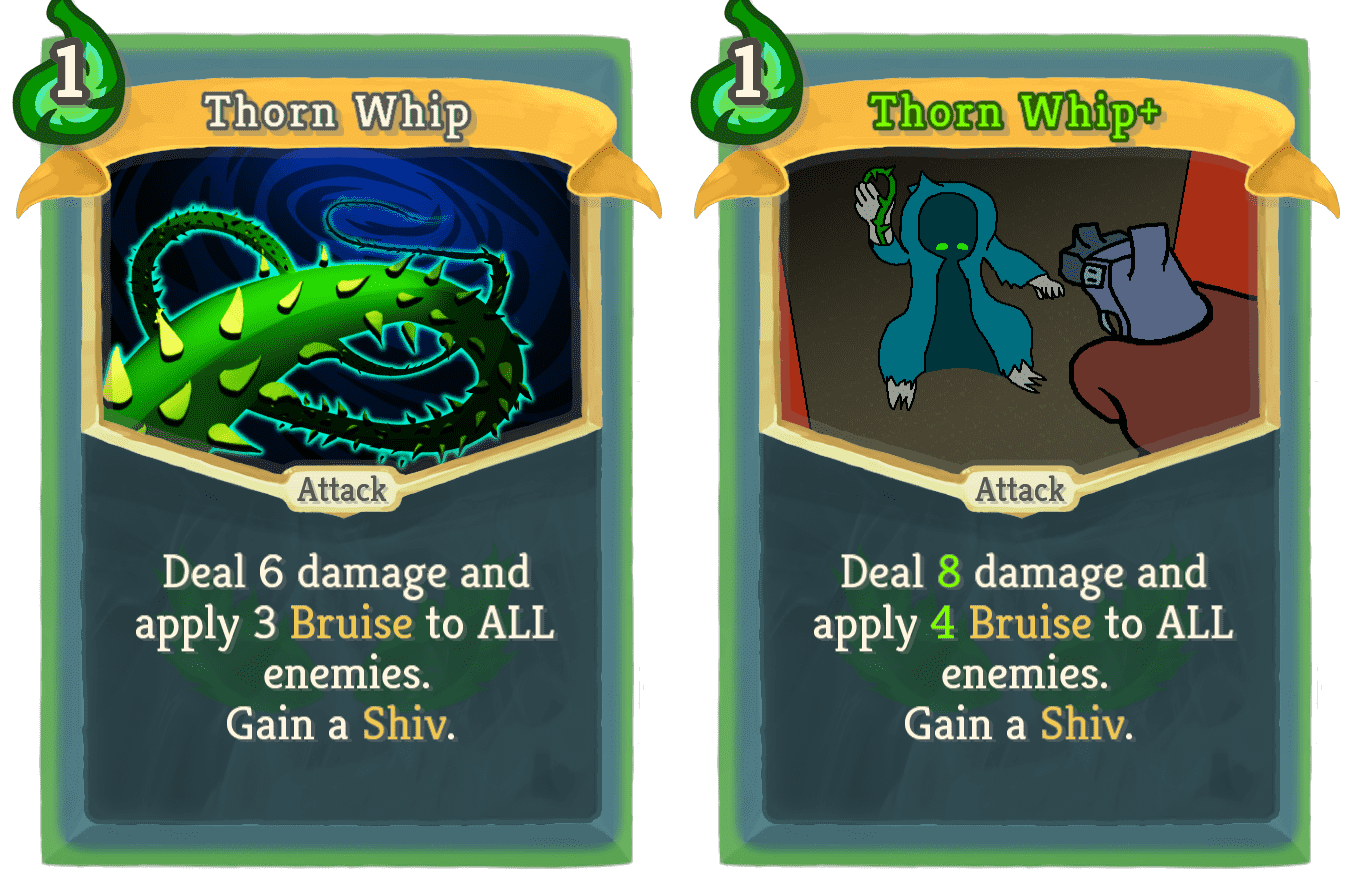 1
Thorn Whip
Attack
Deal 6 damage and
apply 3 Bruise to ALL
enemies.
Gain a Shiv.
1
Thorn Whip+
Attack
Deal 8 damage and
apply 4 Bruise to ALL
enemies.
Gain a Shiv.